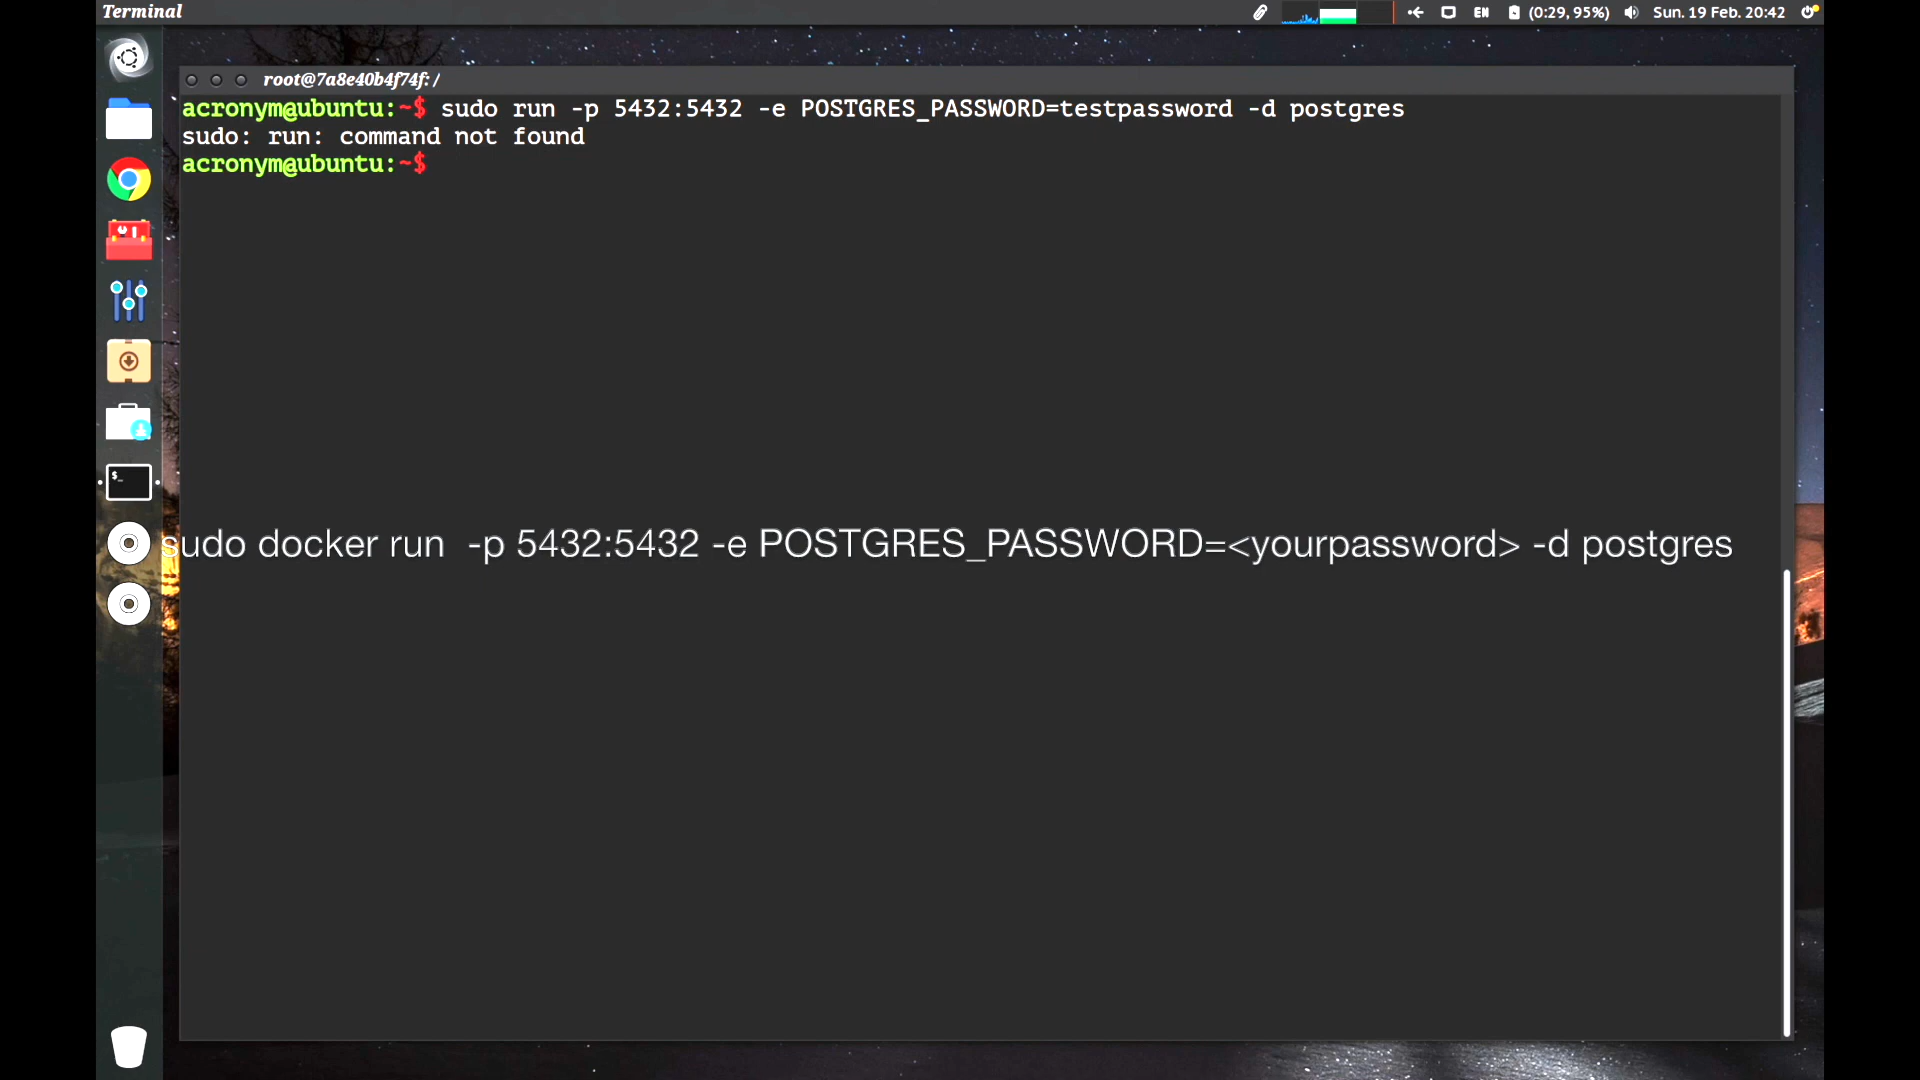 Terminal
EN
(0:29, 95%)
Sun. 19 Feb. 20:42
root@7a8e40b4f74f: /
acronym@ubuntu:~$ sudo run -p 5432:5432 -e POSTGRES_PASSWORD=testpassword -d postgres
sudo: run: command not found
acronym@ubuntu:~$
$_
sudo docker run  -p 5432:5432 -e POSTGRES_PASSWORD=<yourpassword> -d postgres